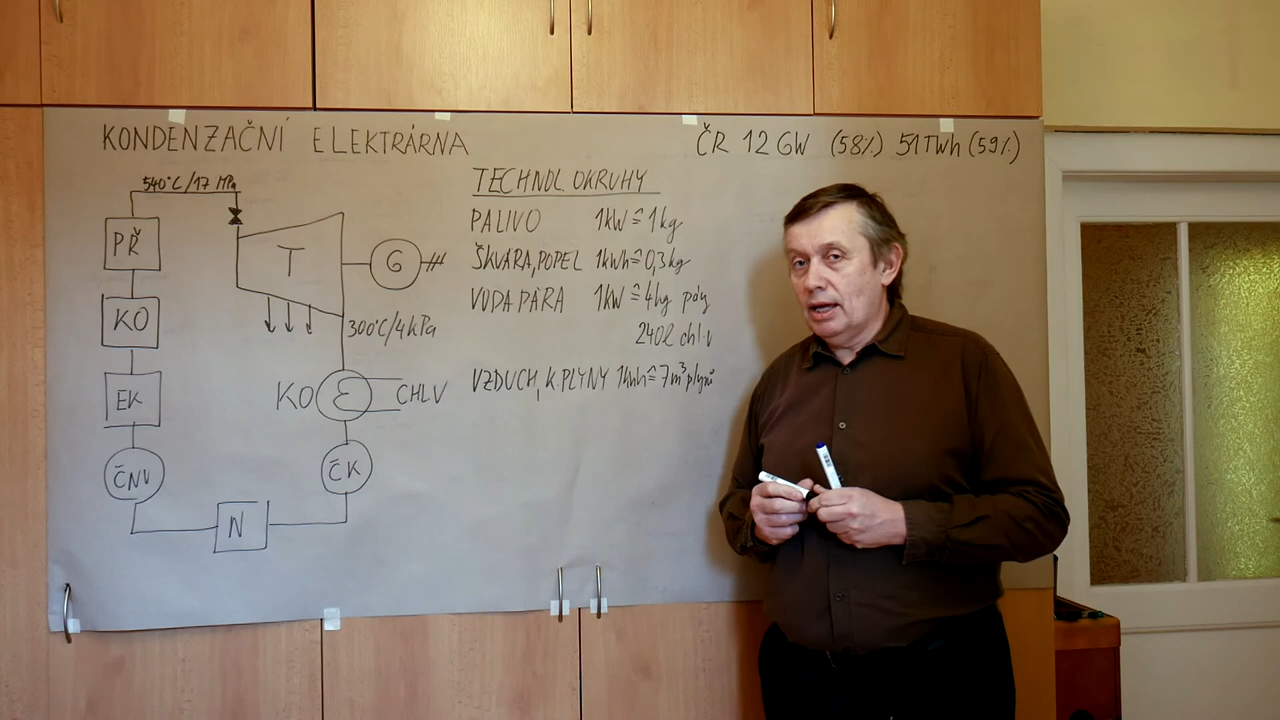 KONDENZAČNÍ ELEKTRÁRNA
ČR 12 GW (58%) 51 TWh (59%)
540°C/17 MPa
PŘ
KO
EK
ČNV
N
T
G
300°C/4kPa
KO
CHLV
ČK
TECHNOL OKRUHY
PALIVO 1kW ≙ 1kg
ŠKVÁRA, POPEL 1kWh ≙ 0,3kg
VODA PÁRA 1kW ≙ 4kg páy
240l chl.v
VZDUCH, K.PLYNY 1kWh ≙ 7m³ plynů